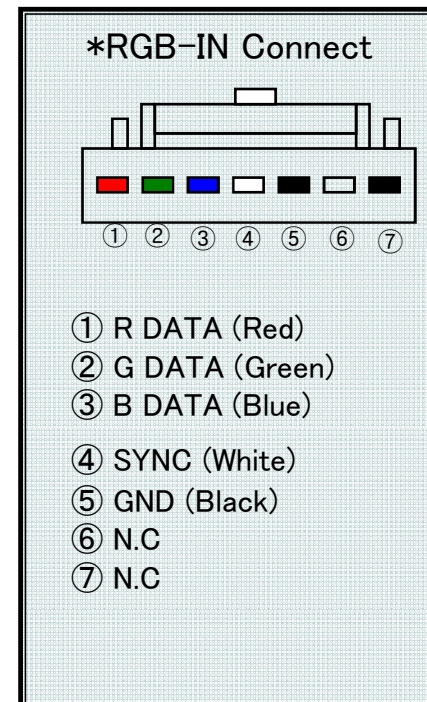 *RGB-IN Connect
① ② ③ ④ ⑤ ⑥ ⑦
① R DATA (Red)
② G DATA (Green)
③ B DATA (Blue)
④ SYNC (White)
⑤ GND (Black)
⑥ N.C
⑦ N.C